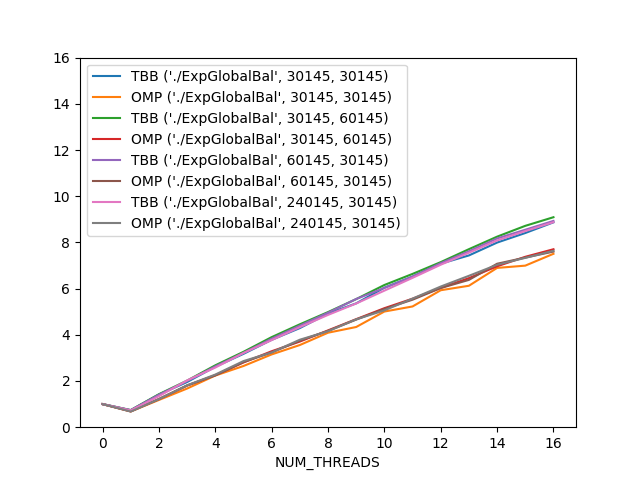 16
14
12
10
8
6
4
2
0
TBB ('./ExpGlobalBal', 30145, 30145)
OMP ('./ExpGlobalBal', 30145, 30145)
TBB ('./ExpGlobalBal', 30145, 60145)
OMP ('./ExpGlobalBal', 30145, 60145)
TBB ('./ExpGlobalBal', 60145, 30145)
OMP ('./ExpGlobalBal', 60145, 30145)
TBB ('./ExpGlobalBal', 240145, 30145)
OMP ('./ExpGlobalBal', 240145, 30145)
0 2 4 6 8 10 12 14 16
NUM_THREADS